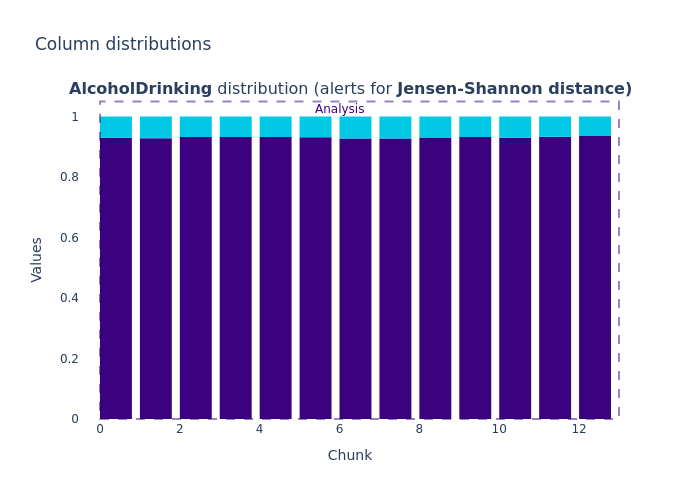 Column distributions
AlcoholDrinking distribution (alerts for Jensen-Shannon distance)
Analysis
1
0.8
0.6
0.4
0.2
0
Values
0 2 4 6 8 10 12
Chunk